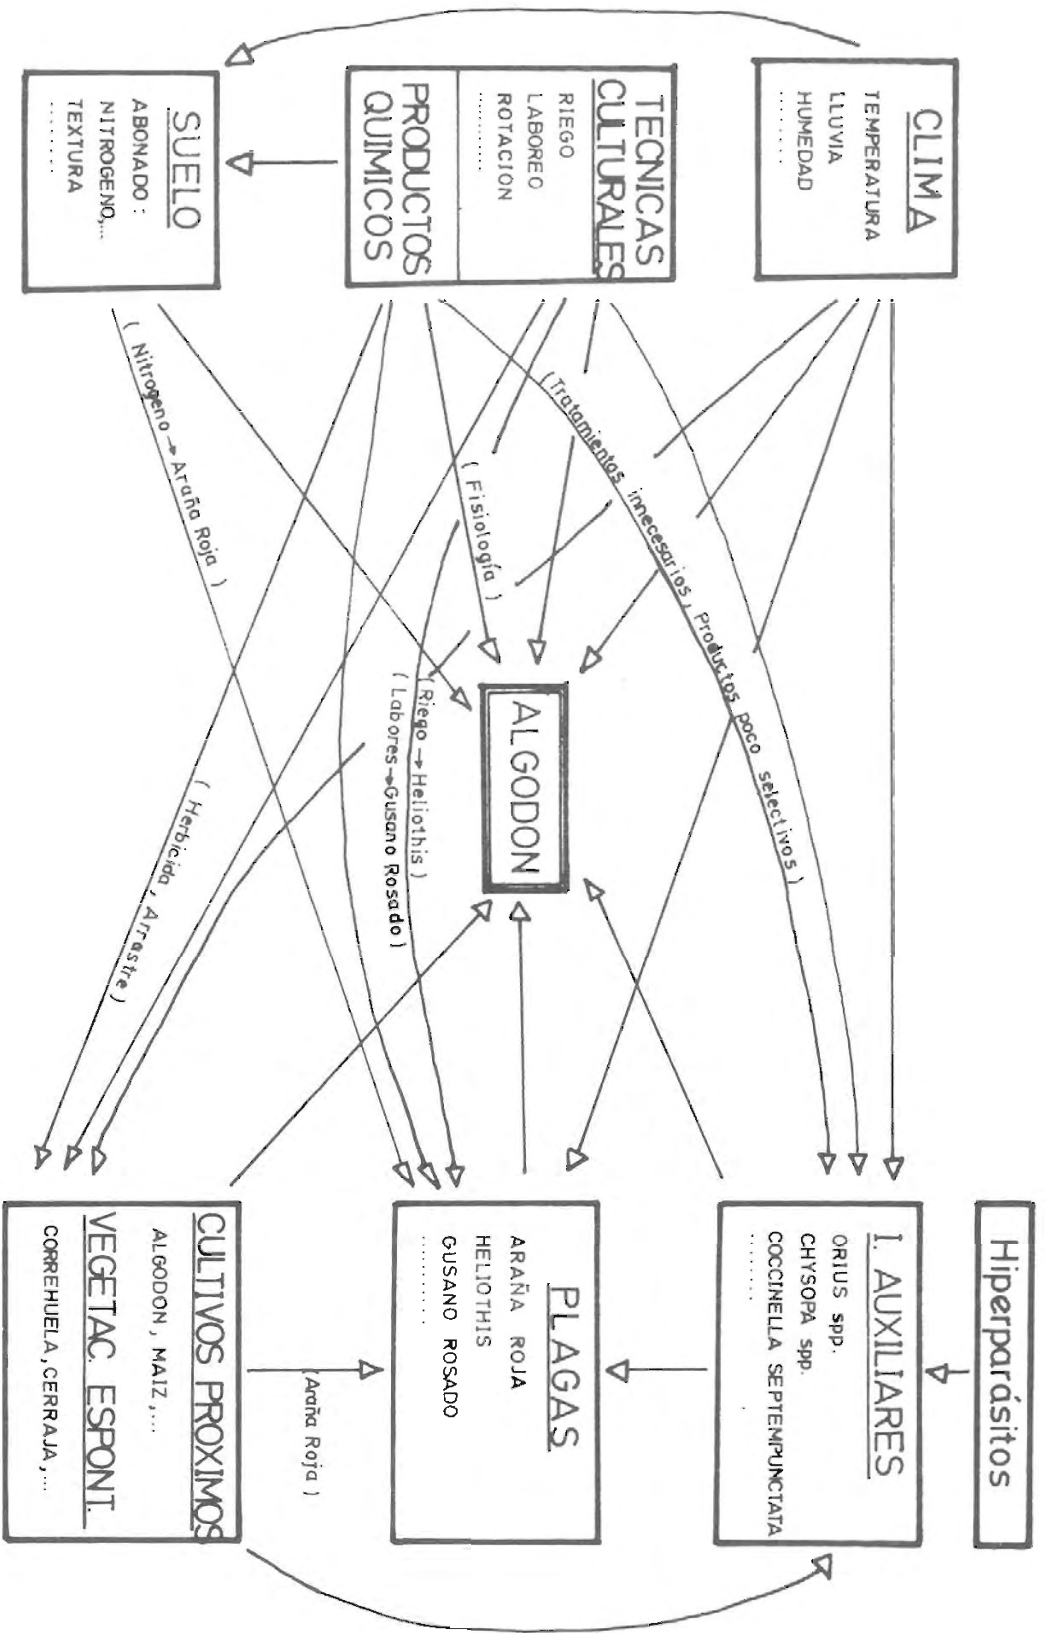 CLIMA
TEMPERATURA
LLUVIA
HUMEDAD
.......
TECNICAS
CULTURALES
RIEGO
LABOREO
ROTACION
..........
PRODUCTOS
QUIMICOS
SUELO
ABONADO:
NITROGENO,...
TEXTURA
........
(Tratamientos innecesarios, Productos poco selectivos)
(Fisiología)
(Riego→Heliothis)
(Labores→Gusano Rosado)
(Nitrogeno→Araña Roja)
(Herbicida, Arrastre)
ALGODON
Hiperparásitos
I. AUXILIARES
ORIUS spp.
CHYSOPA spp.
COCCINELLA SEPTEMPUNCTATA
.......
PLAGAS
ARAÑA ROJA
HELIOTHIS
GUSANO ROSADO
.........
(Araña Roja)
CULTIVOS PROXIMOS
ALGODON, MAIZ,...
VEGETAC. ESPONT.
CORREHUELA,CERRAJA,...